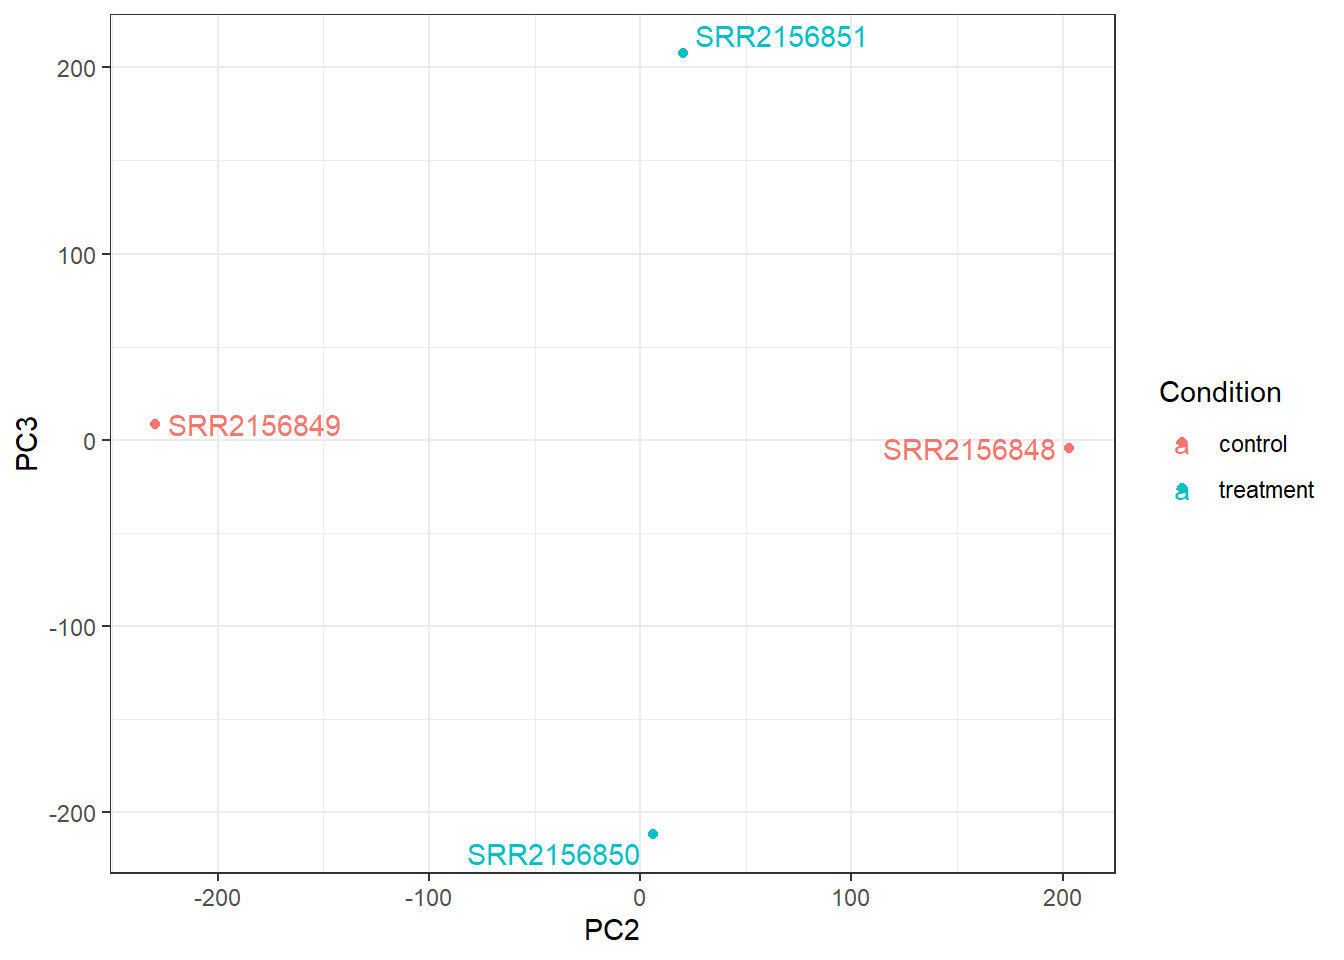 SRR2156851
200
100
SRR2156849
0
SRR2156848
-100
-200
SRR2156850
-200 -100 0 100 200
PC2
PC3
Condition
a control
a treatment